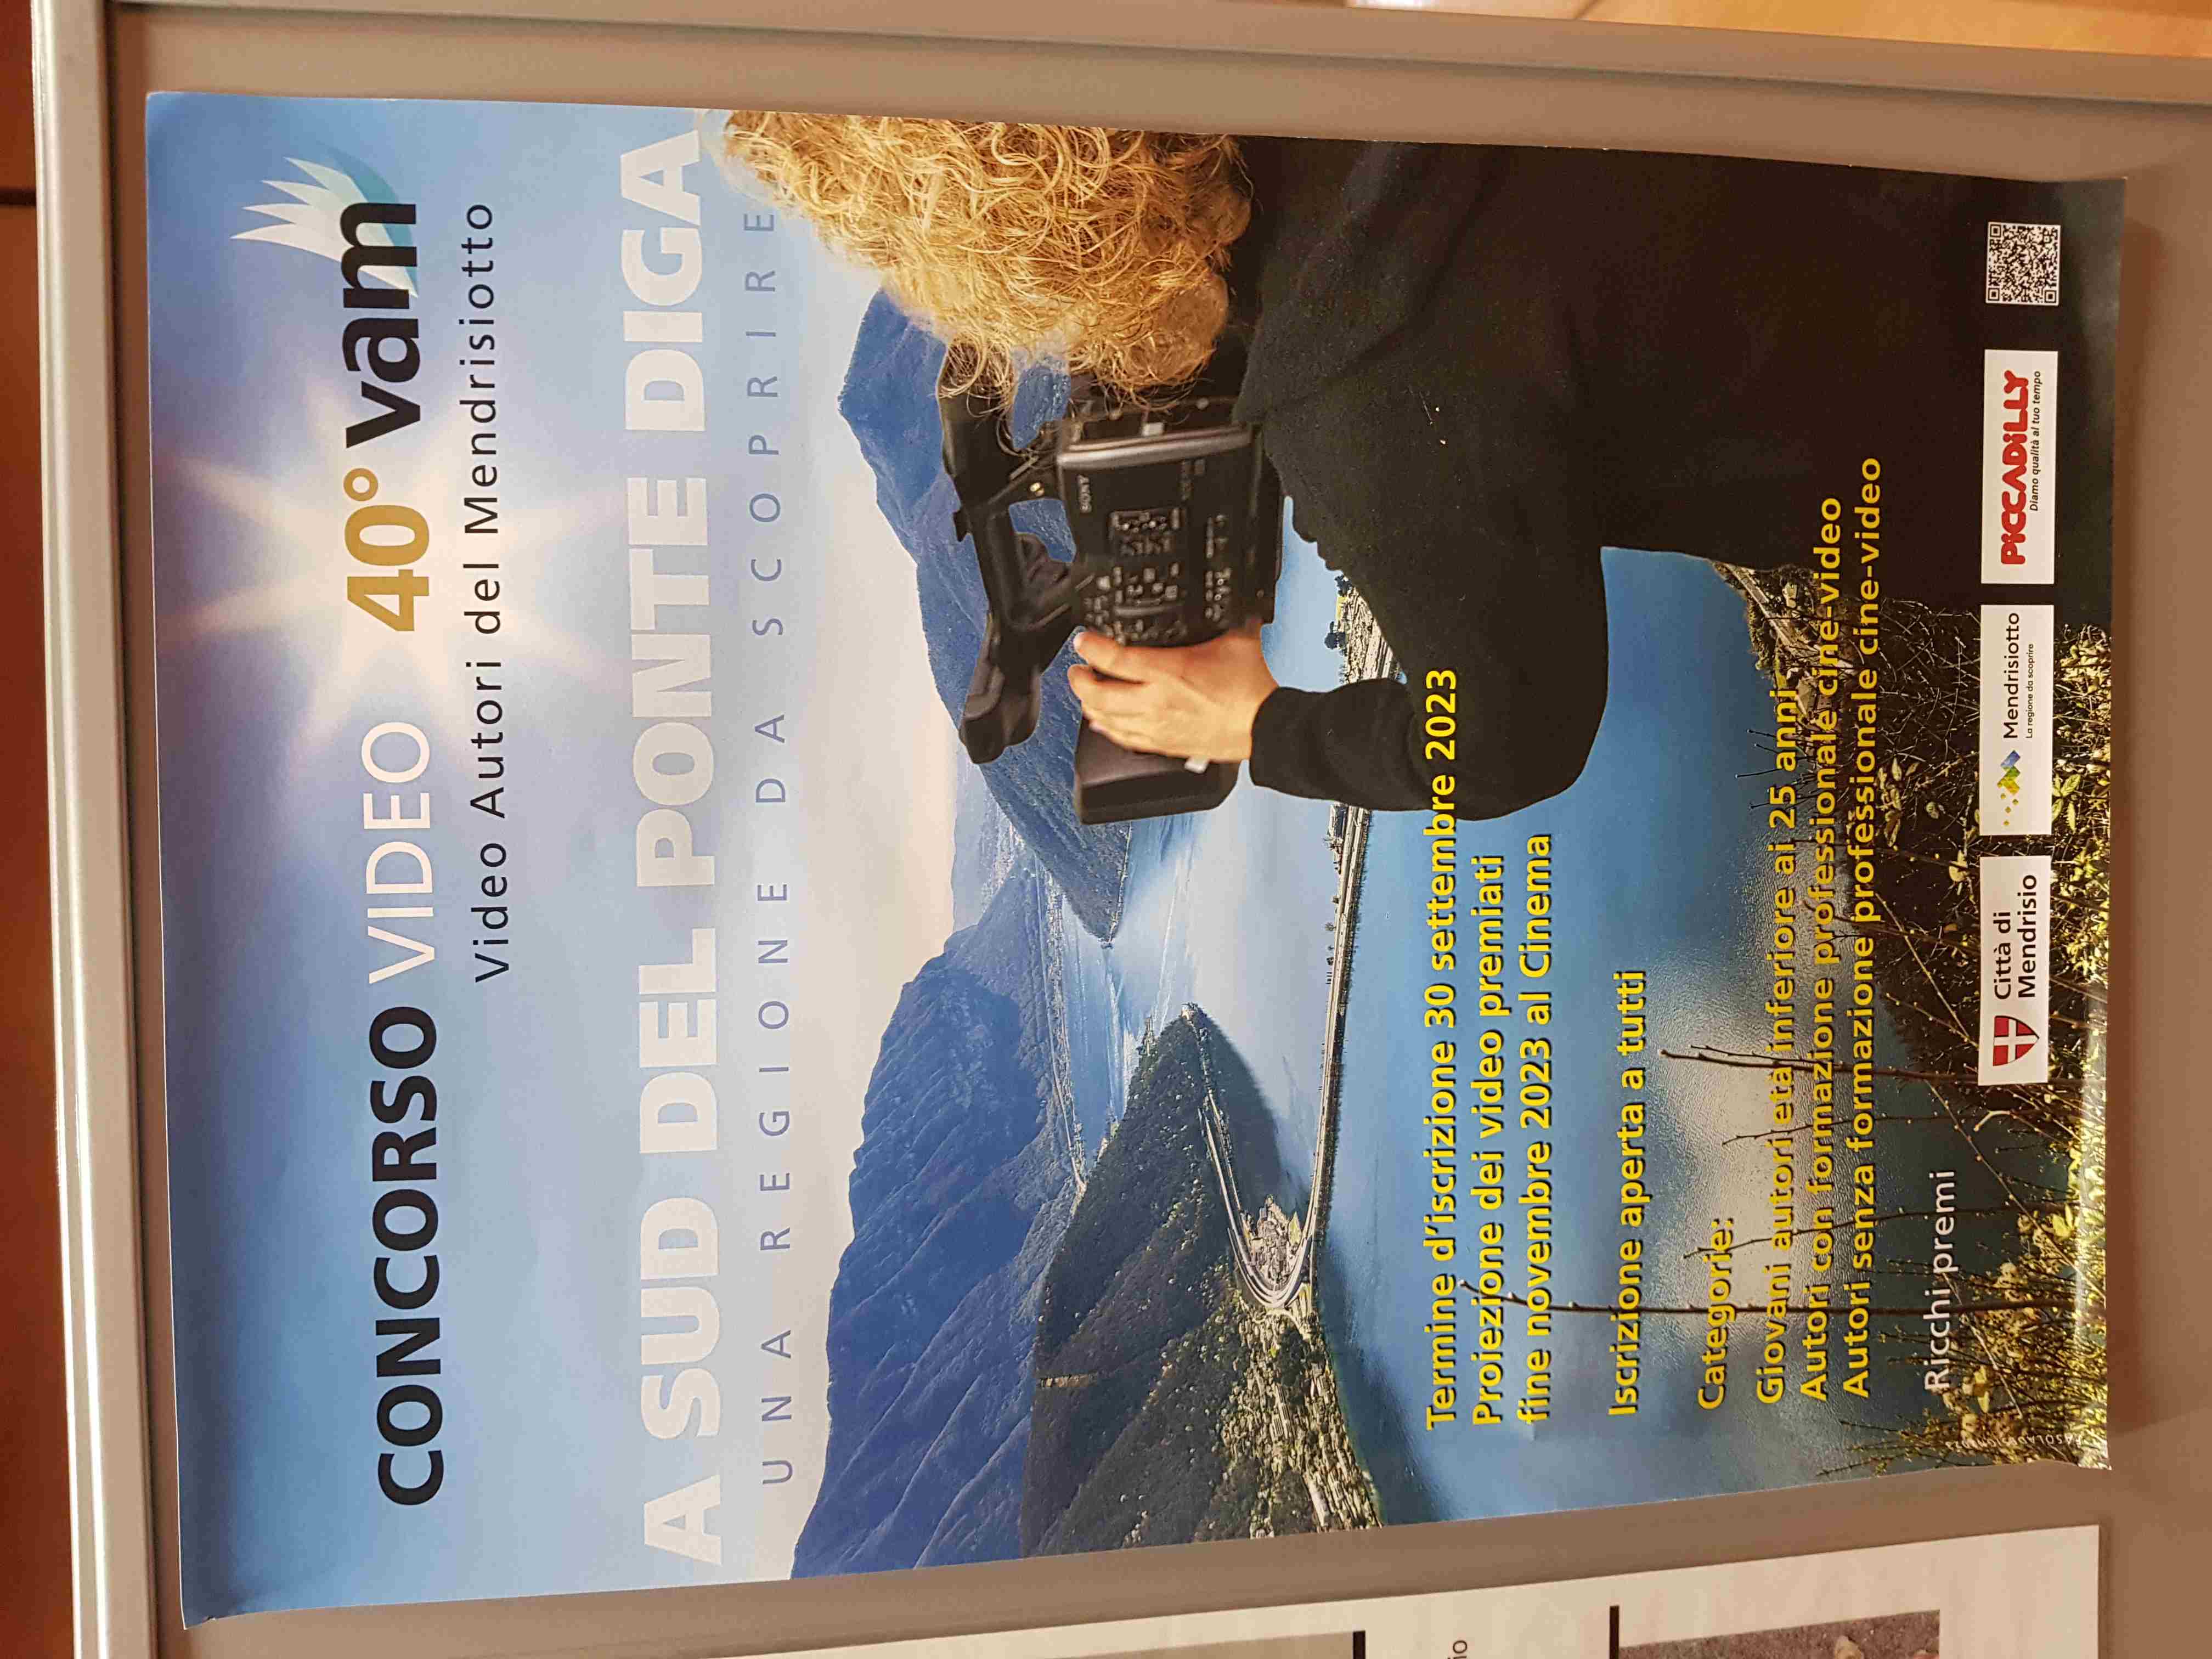 CONCORSO VIDEO 40° vam
Video Autori del Mendrisiotto
A SUD DEL PONTE DIGA
UNA REGIONE DA SCOPRIRE
SONY
Termine d'iscrizione 30 settembre 2023
Proiezione dei video premiati
fine novembre 2023 al Cinema
Iscrizione aperta a tutti
Categorie:
Giovani autori età inferiore ai 25 anni
Autori con formazione professionale cine-video
Autori senza formazione professionale cine-video
Ricchi premi
Città di
Mendrisio
Mendrisiotto
La regione da scoprire
PICCADILLY
Diamo qualità al tuo tempo